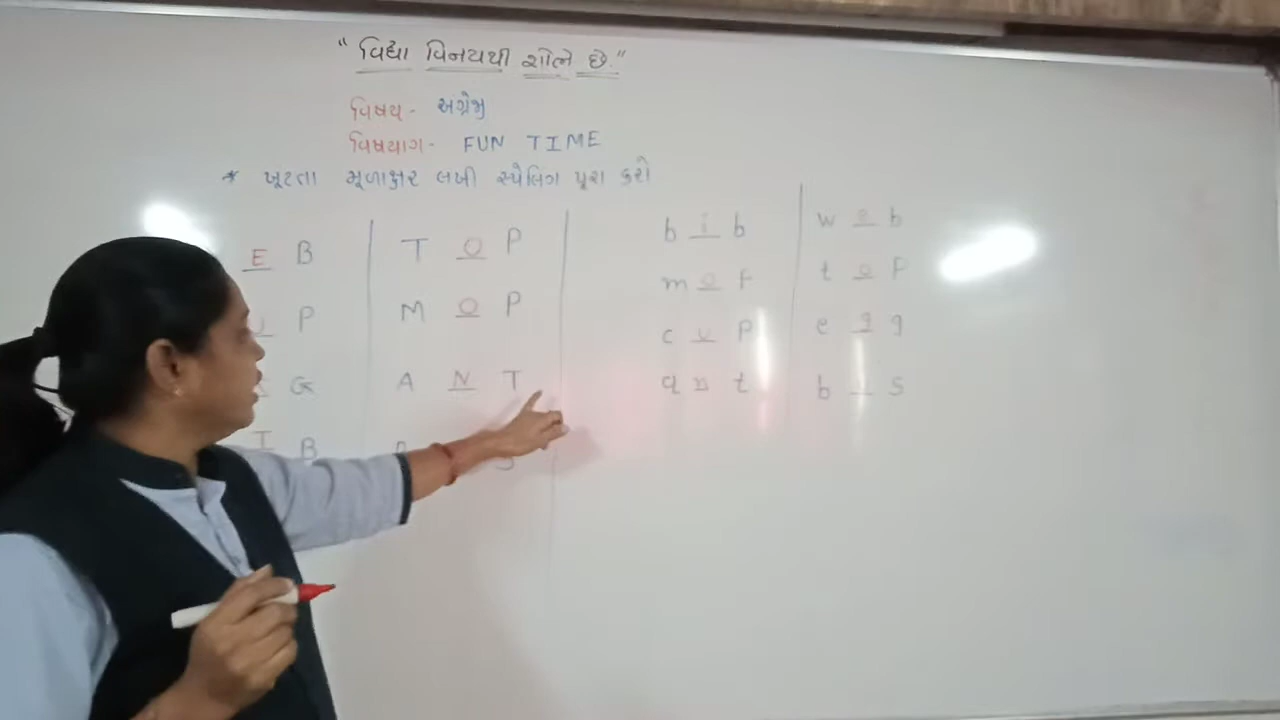 "વિદ્યા વિનયથી શોભે છે."
વિષય- અંગ્રેજી
વિષયાગ- FUN TIME
* ખૂટતા મૂળાક્ષર લખી સ્પેલિંગ પૂરા કરો
E B T O P b i b w e b
P M O P m o p t o p
G A N T c u p e g g
I B a n t b _ s